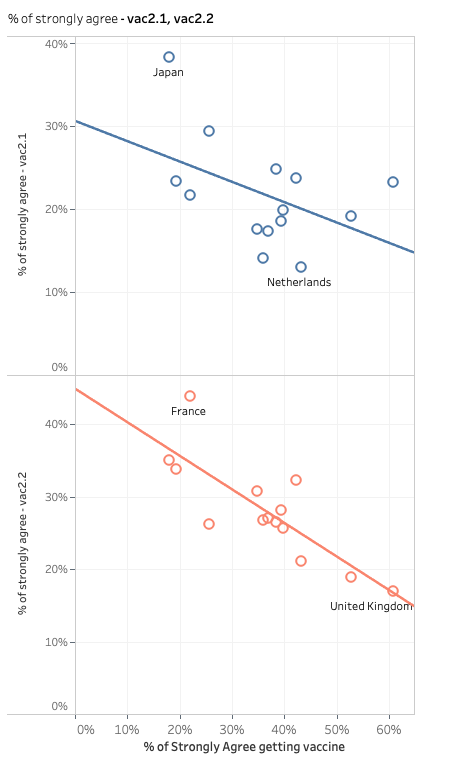 % of strongly agree - vac2.1, vac2.2
40%
Japan
30%
% of strongly agree - vac2.1
20%
10%
Netherlands
0%
France
40%
30%
% of strongly agree - vac2.2
20%
United Kingdom
10%
0%
0% 10% 20% 30% 40% 50% 60%
% of Strongly Agree getting vaccine